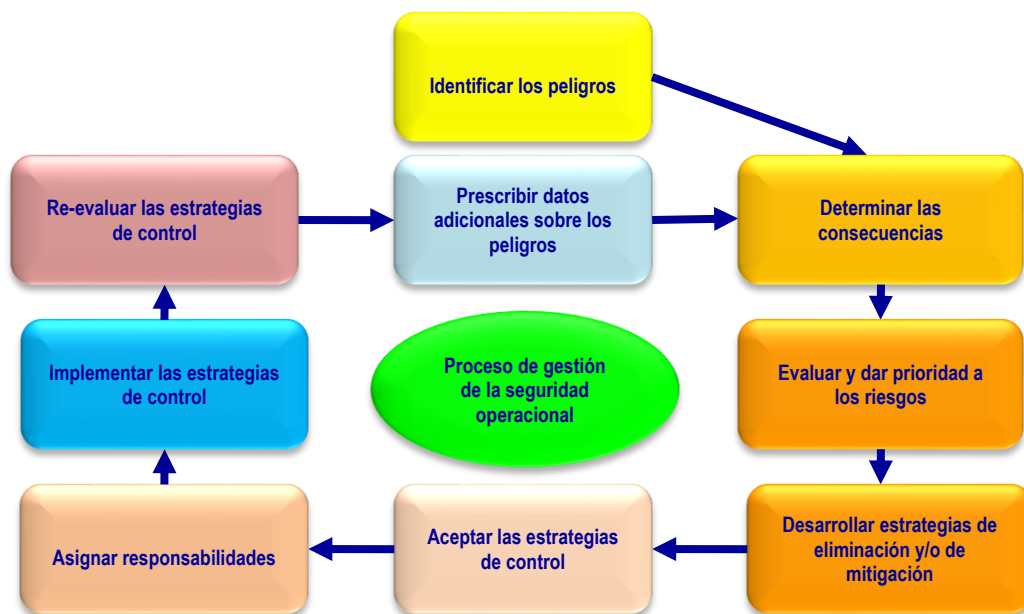 Identificar los peligros
Re-evaluar las estrategias
de control
Prescribir datos
adicionales sobre los
peligros
Determinar las
consecuencias
Implementar las estrategias
de control
Proceso de gestión
de la seguridad
operacional
Evaluar y dar prioridad a
los riesgos
Asignar responsabilidades
Aceptar las estrategias
de control
Desarrollar estrategias de
eliminación y/o de
mitigación